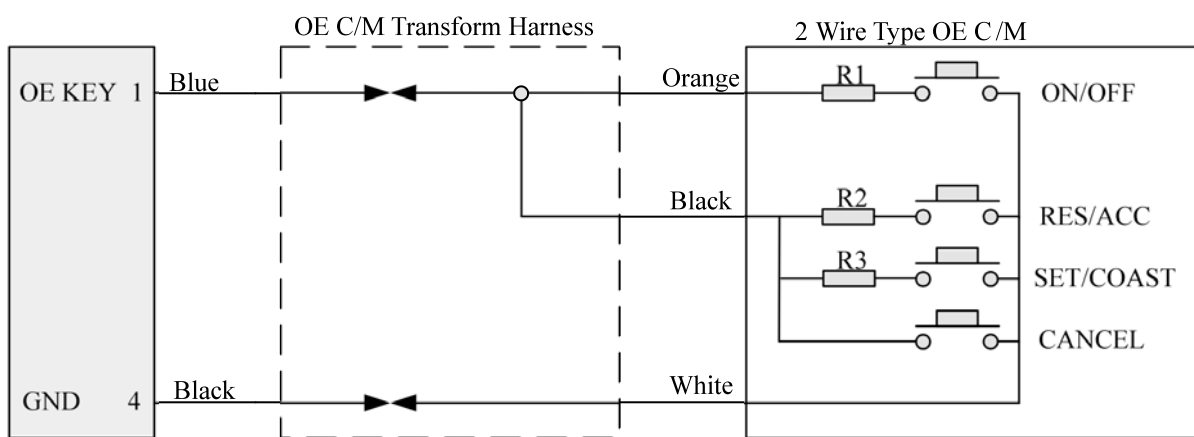 OE C/M Transform Harness
2 Wire Type OE C/M
OE KEY 1
Blue
Orange
R1
ON/OFF
Black
R2
RES/ACC
R3
SET/COAST
CANCEL
GND 4
Black
White